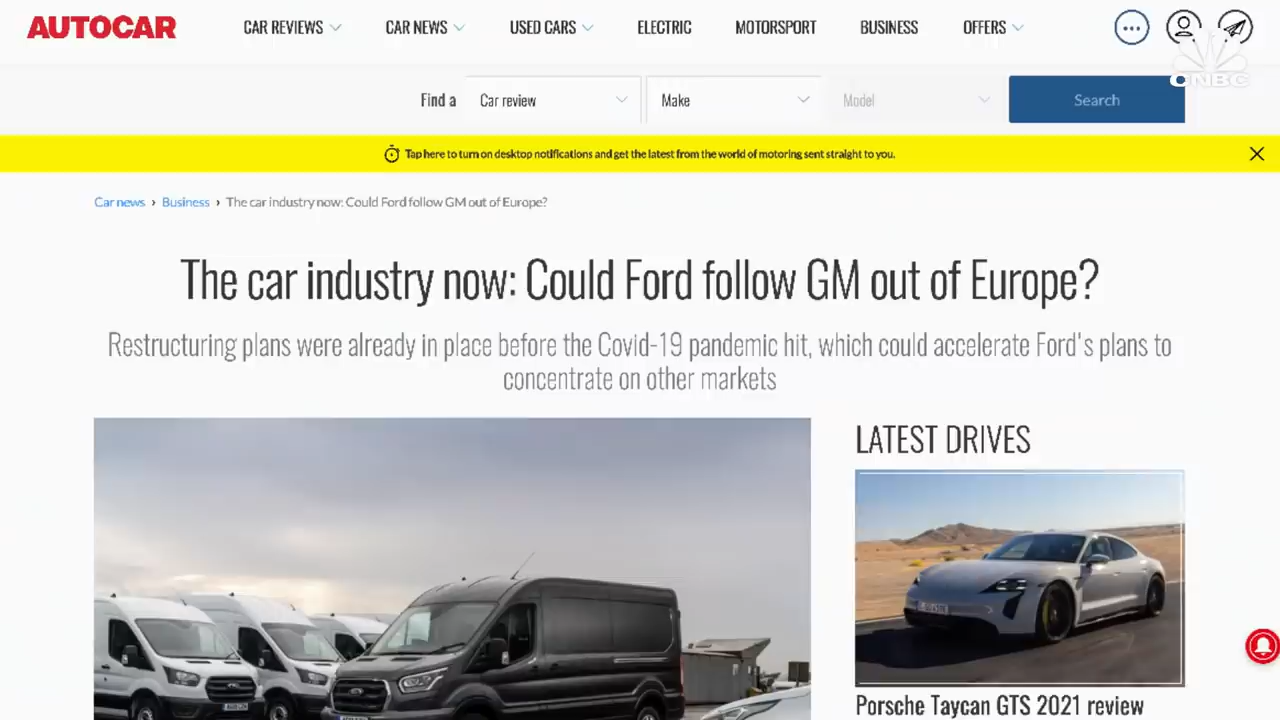 AUTOCAR
CAR REVIEWS
CAR NEWS
USED CARS
ELECTRIC
MOTORSPORT
BUSINESS
OFFERS
CNBC
Find a
Car review
Make
Model
Search
Tap here to turn on desktop notifications and get the latest from the world of motoring sent straight to you.
Car news › Business › The car industry now: Could Ford follow GM out of Europe?
The car industry now: Could Ford follow GM out of Europe?
Restructuring plans were already in place before the Covid-19 pandemic hit, which could accelerate Ford's plans to
concentrate on other markets
LATEST DRIVES
Porsche Taycan GTS 2021 review